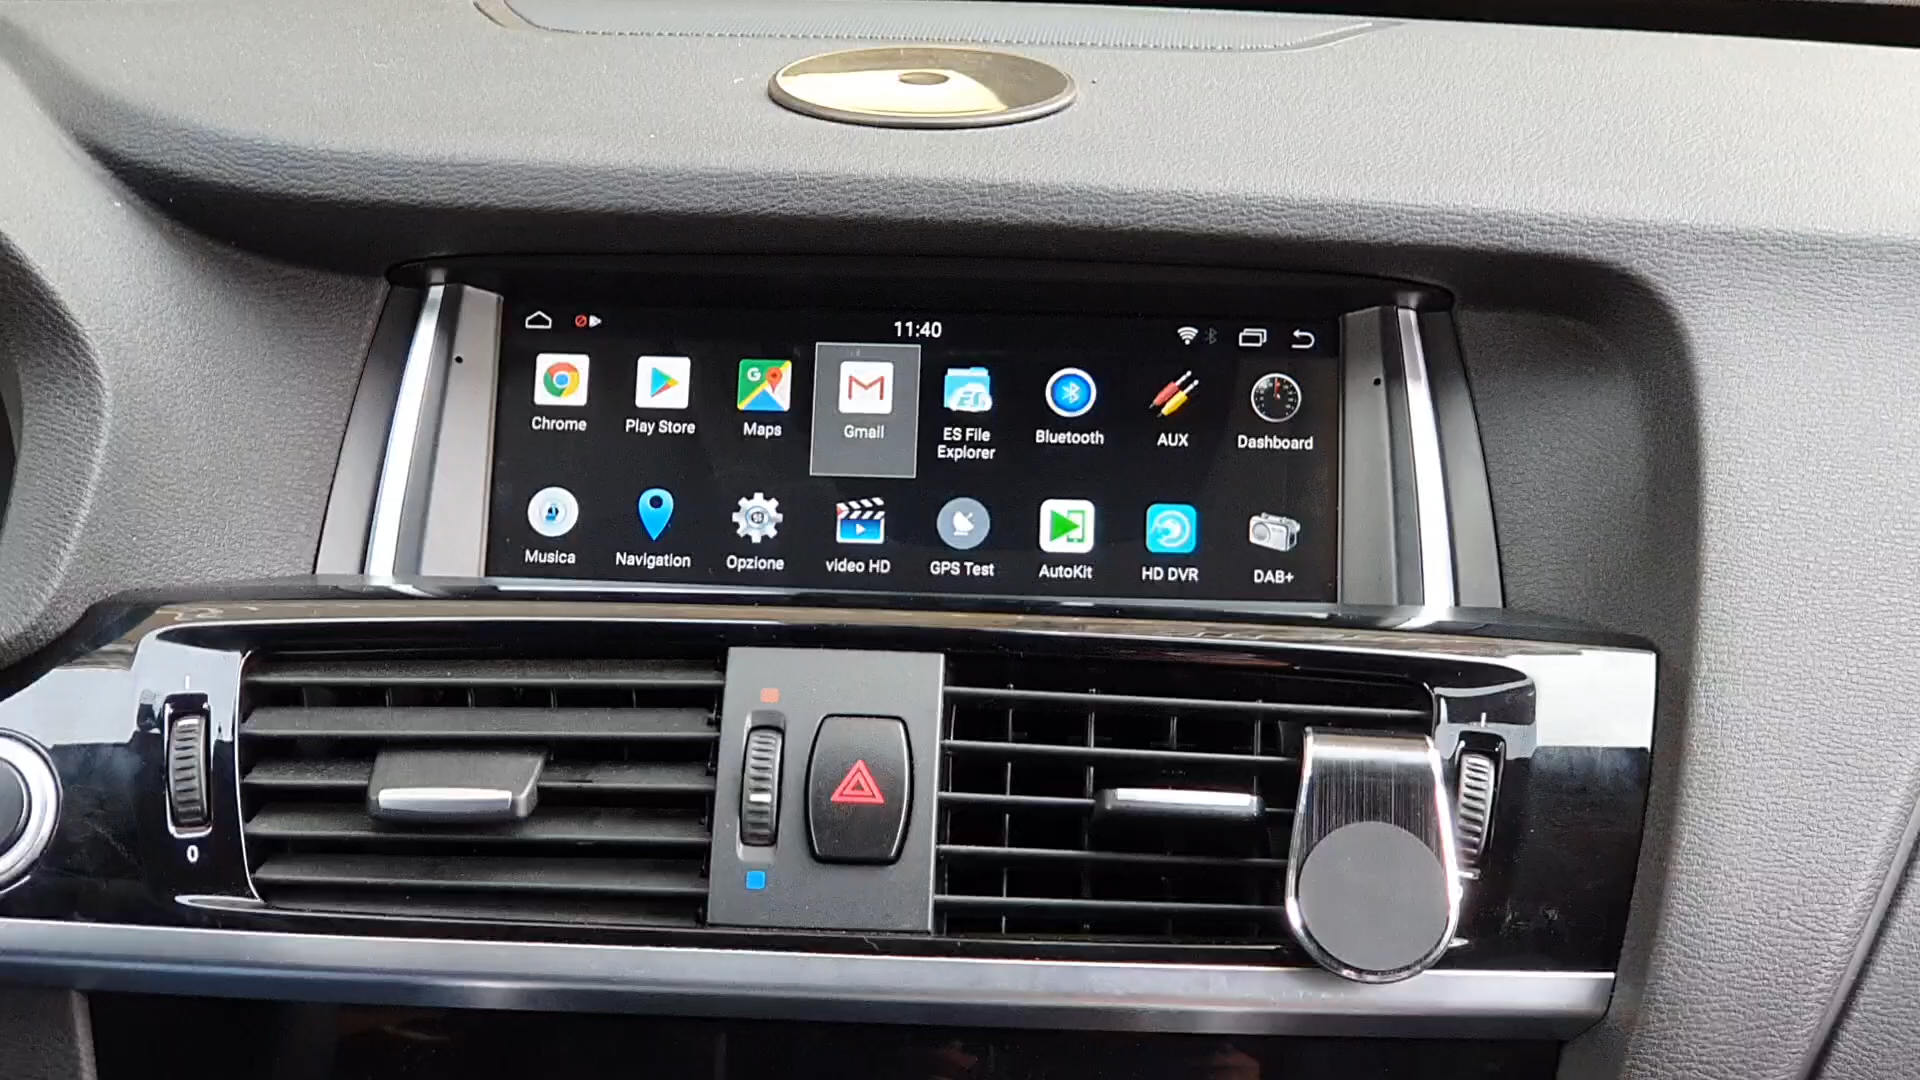 11:40
Chrome
Play Store
Maps
Gmail
ES File
Explorer
Bluetooth
AUX
Dashboard
Musica
Navigation
Opzione
video HD
GPS Test
AutoKit
HD DVR
DAB+
0